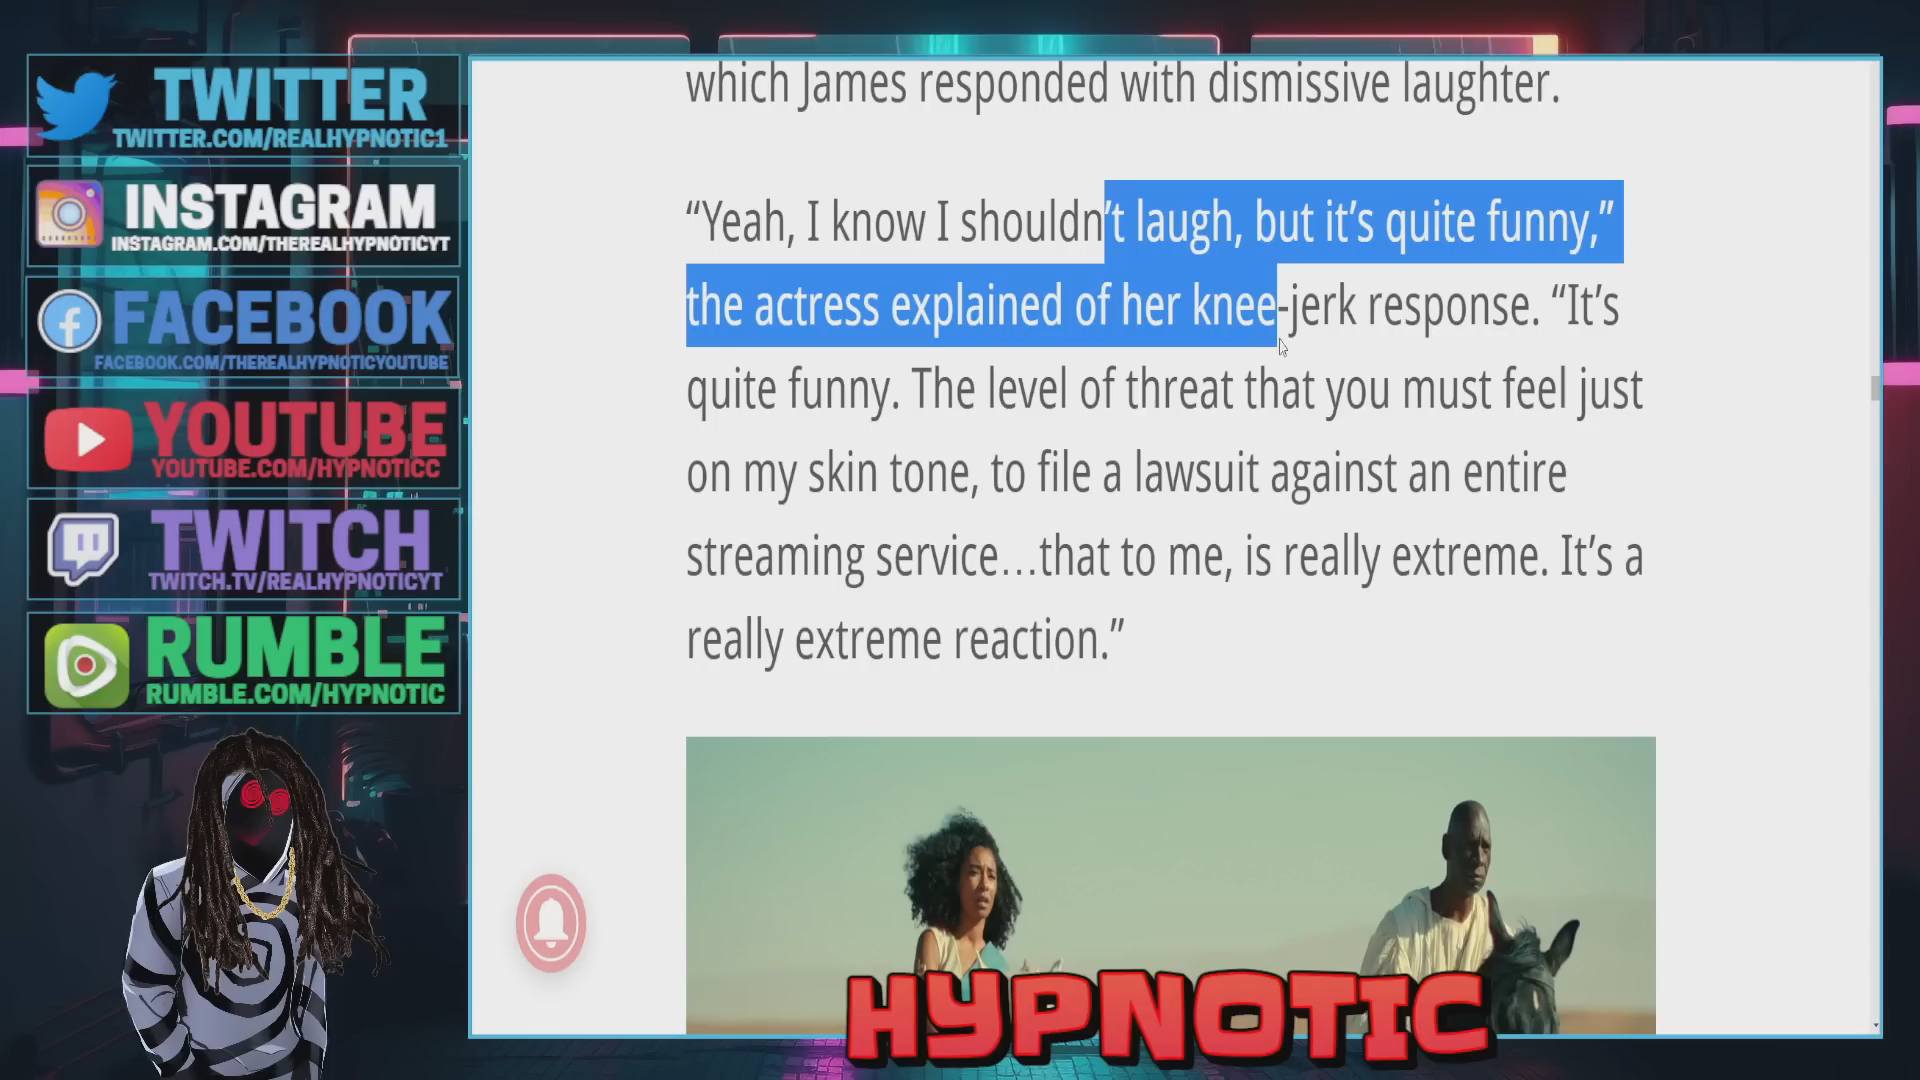 TWITTER
TWITTER.COM/REALHYPNOTIC1
INSTAGRAM
INSTAGRAM.COM/THEREALHYPNOTICYT
FACEBOOK
FACEBOOK.COM/THEREALHYPNOTICYOUTUBE
YOUTUBE
YOUTUBE.COM/HYPNOTICC
TWITCH
TWITCH.TV/REALHYPNOTICYT
RUMBLE
RUMBLE.COM/HYPNOTIC
which James responded with dismissive laughter.
“Yeah, I know I shouldn’t laugh, but it’s quite funny,”
the actress explained of her knee-jerk response. “It’s
quite funny. The level of threat that you must feel just
on my skin tone, to file a lawsuit against an entire
streaming service…that to me, is really extreme. It’s a
really extreme reaction.”
HYPNOTIC